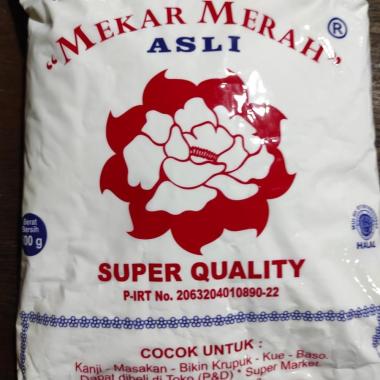 "MEKAR MERAH" ®
ASLI
Berat
Bersih
00 g
HALAL
SUPER QUALITY
P-IRT No. 2063204010890-22
COCOK UNTUK :
Kanji - Masakan - Bikin Krupuk - Kue - Baso.
Dapat dibeli di Toko (P&D) * Super Market